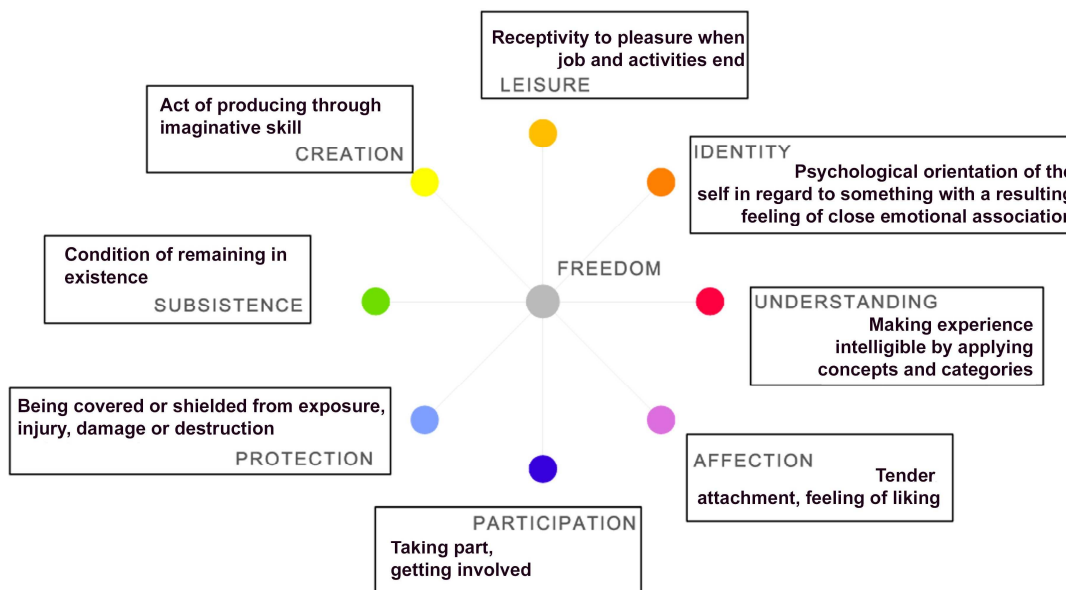 Receptivity to pleasure when
job and activities end
LEISURE
Act of producing through
imaginative skill
CREATION
IDENTITY
Psychological orientation of the
self in regard to something with a resulting
feeling of close emotional association
Condition of remaining in
existence
SUBSISTENCE
FREEDOM
UNDERSTANDING
Making experience
intelligible by applying
concepts and categories
Being covered or shielded from exposure,
injury, damage or destruction
PROTECTION
AFFECTION
Tender
attachment, feeling of liking
PARTICIPATION
Taking part,
getting involved